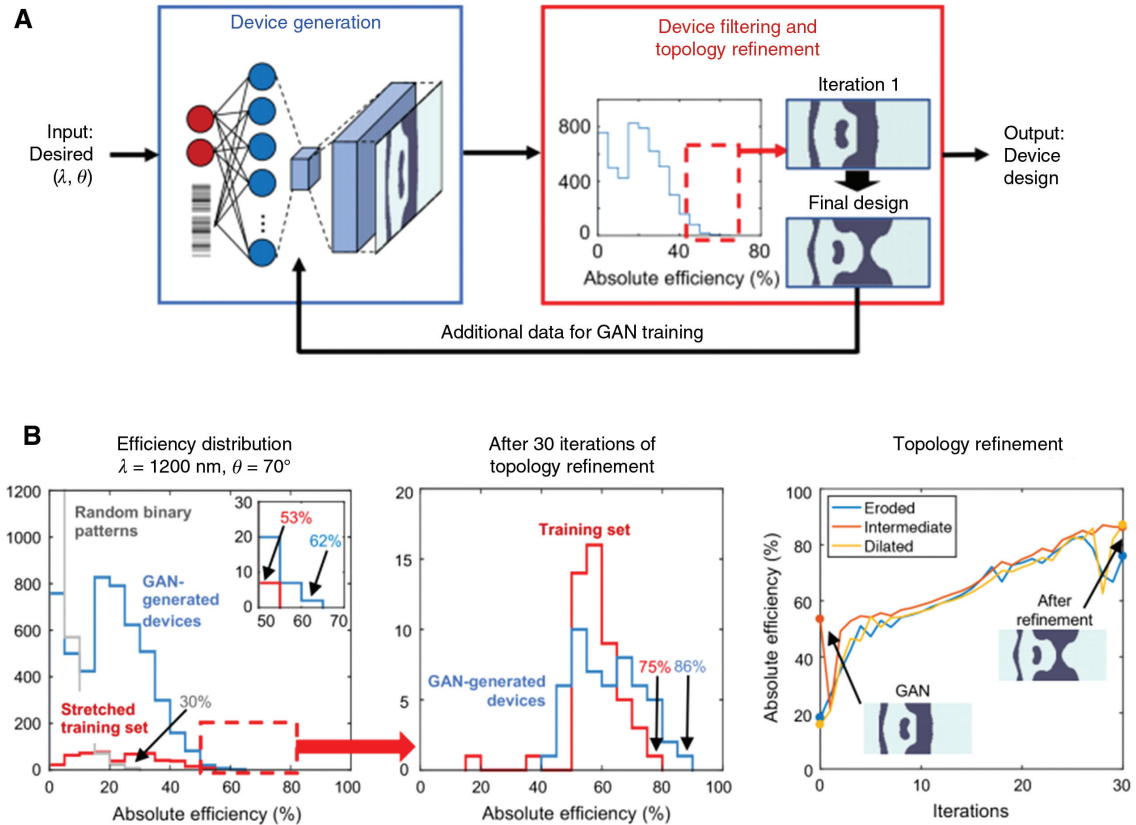 A
Device generation
Input:
Desired
(λ, θ)
Device filtering and
topology refinement
800
400
0
0
40
80
Absolute efficiency (%)
Iteration 1
Final design
Output:
Device
design
Additional data for GAN training
B
Efficiency distribution
λ = 1200 nm, θ = 70°
1200
1000
800
600
400
200
0
0
20
40
60
80
100
Absolute efficiency (%)
Random binary
patterns
GAN-
generated
devices
Stretched
training set
30%
30
20
10
0
50
60
70
53%
62%
After 30 iterations of
topology refinement
20
15
10
5
0
0
20
40
60
80
100
Absolute efficiency (%)
Training set
GAN-generated
devices
75%
86%
Topology refinement
100
80
60
40
20
0
0
10
20
30
Absolute efficiency (%)
Iterations
Eroded
Intermediate
Dilated
After
refinement
GAN